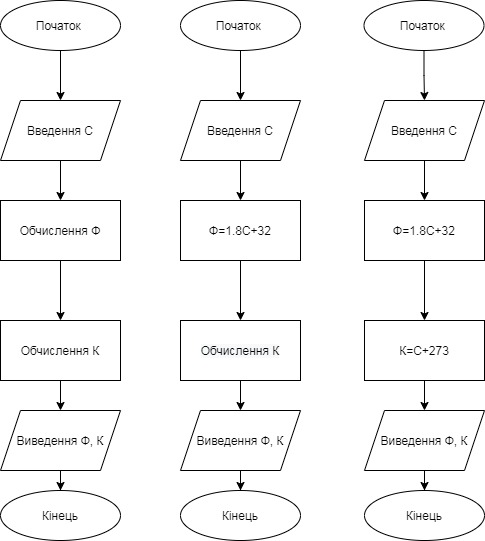 Початок
Введення С
Обчислення Ф
Обчислення К
Виведення Ф, К
Кінець
Початок
Введення С
Ф=1.8С+32
Обчислення К
Виведення Ф, К
Кінець
Початок
Введення С
Ф=1.8С+32
К=С+273
Виведення Ф, К
Кінець